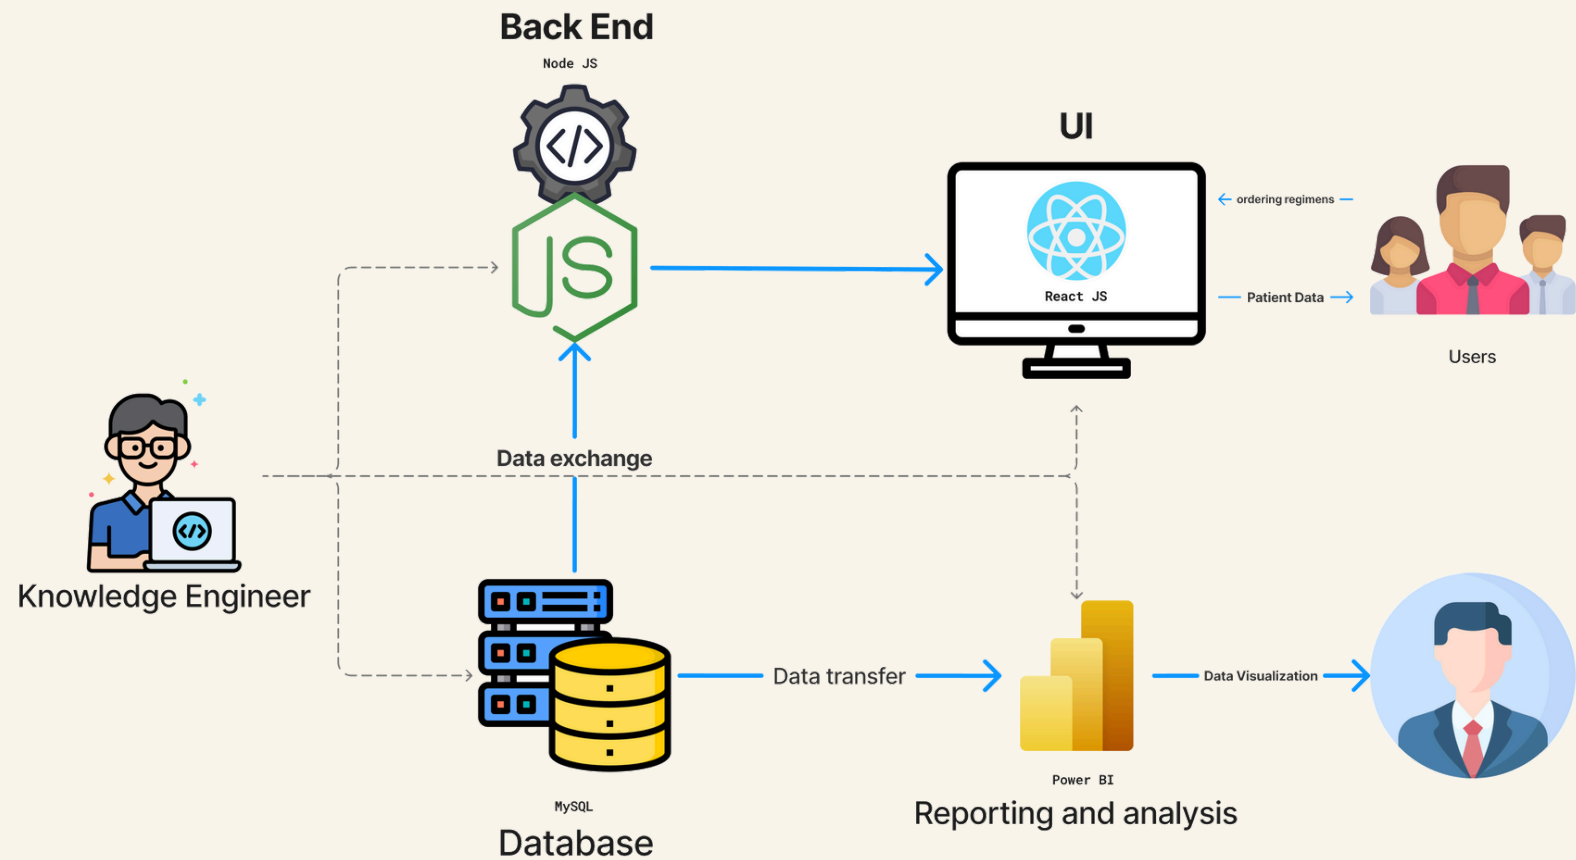 Back End
Node JS
JS
UI
React JS
ordering regimens
Patient Data
Users
Data exchange
Knowledge Engineer
Data transfer
Data Visualization
MySQL
Database
Power BI
Reporting and analysis